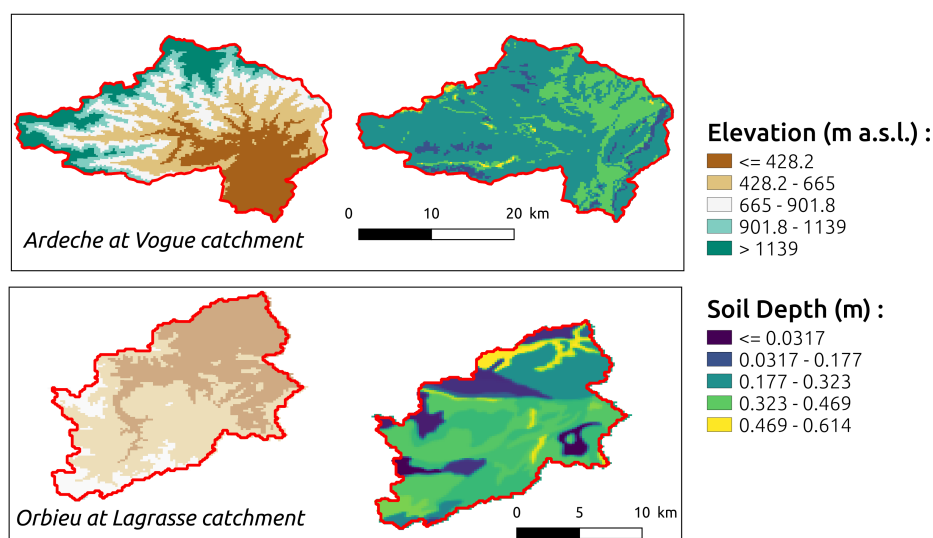 0 10 20 km
Ardeche at Vogue catchment
Elevation (m a.s.l.) :
<= 428.2
428.2 - 665
665 - 901.8
901.8 - 1139
> 1139
Soil Depth (m) :
<= 0.0317
0.0317 - 0.177
0.177 - 0.323
0.323 - 0.469
0.469 - 0.614
Orbieu at Lagrasse catchment
0 5 10 km